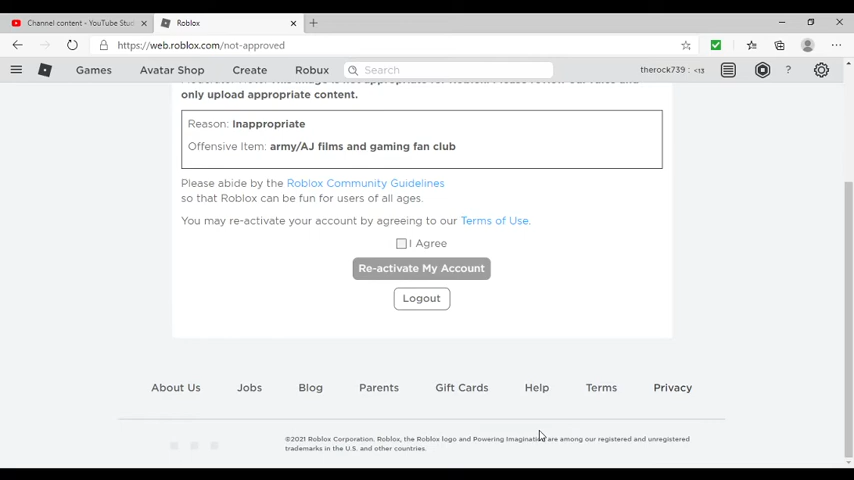 Channel content - YouTube Stud
Roblox
https://web.roblox.com/not-approved
Games
Avatar Shop
Create
Robux
Search
therock739 : <13
only upload appropriate content.
Reason: Inappropriate
Offensive Item: army/AJ films and gaming fan club
Please abide by the Roblox Community Guidelines
so that Roblox can be fun for users of all ages.
You may re-activate your account by agreeing to our Terms of Use.
I Agree
Re-activate My Account
Logout
About Us
Jobs
Blog
Parents
Gift Cards
Help
Terms
Privacy
©2021 Roblox Corporation. Roblox, the Roblox logo and Powering Imagination are among our registered and unregistered
trademarks in the U.S. and other countries.